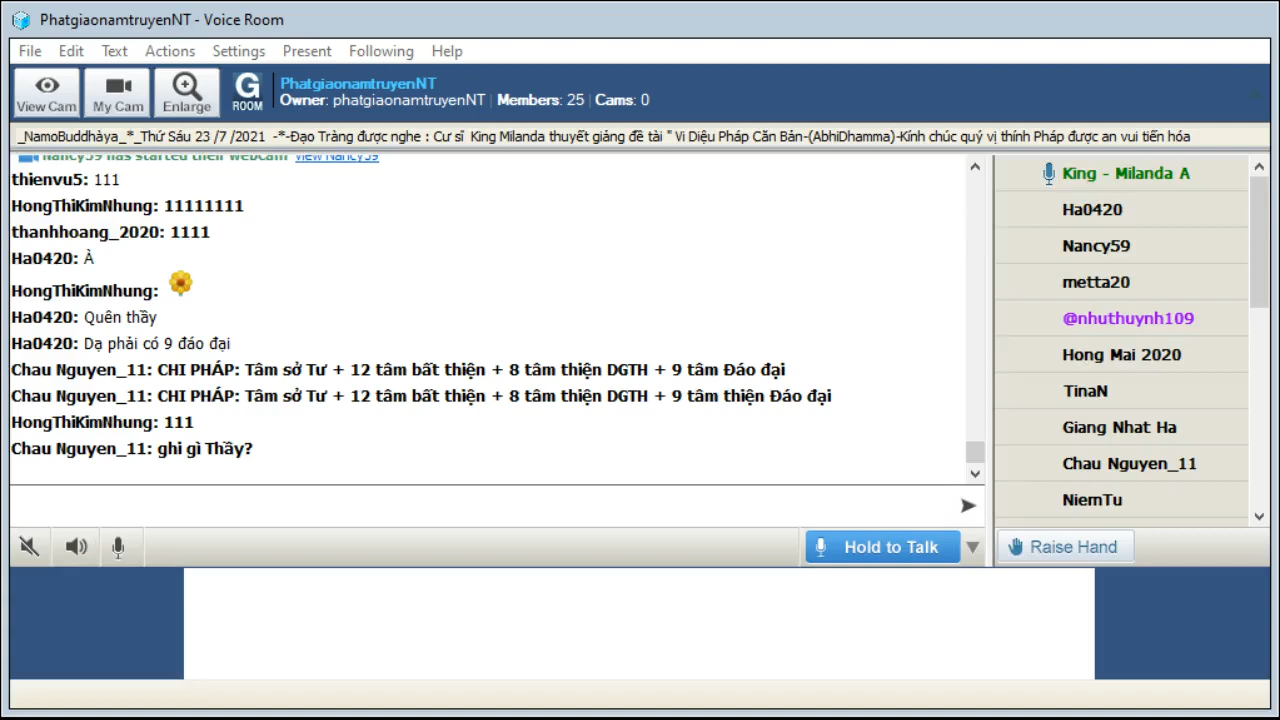 PhatgiaonamtruyenNT - Voice Room
File Edit Text Actions Settings Present Following Help
View Cam My Cam Enlarge G ROOM
PhatgiaonamtruyenNT
Owner: phatgiaonamtruyenNT | Members: 25 | Cams: 0
_NamoBuddhàya_*_Thứ Sáu 23 /7 /2021 -*-Đạo Tràng được nghe : Cư sĩ King Milanda thuyết giảng đề tài " Vi Diệu Pháp Căn Bản-(AbhiDhamma)-Kính chúc quý vị thính Pháp được an vui tiến hóa
Nancy59 has started their webcam View Nancy59
thienvu5: 111
HongThiKimNhung: 11111111
thanhhoang_2020: 1111
Ha0420: À
HongThiKimNhung:
Ha0420: Quên thầy
Ha0420: Dạ phải có 9 đáo đại
Chau Nguyen_11: CHI PHÁP: Tâm sở Tư + 12 tâm bất thiện + 8 tâm thiện DGTH + 9 tâm Đáo đại
Chau Nguyen_11: CHI PHÁP: Tâm sở Tư + 12 tâm bất thiện + 8 tâm thiện DGTH + 9 tâm thiện Đáo đại
HongThiKimNhung: 111
Chau Nguyen_11: ghi gì Thầy?
King - Milanda A
Ha0420
Nancy59
metta20
@nhuthuynh109
Hong Mai 2020
TinaN
Giang Nhat Ha
Chau Nguyen_11
NiemTu
Hold to Talk
Raise Hand